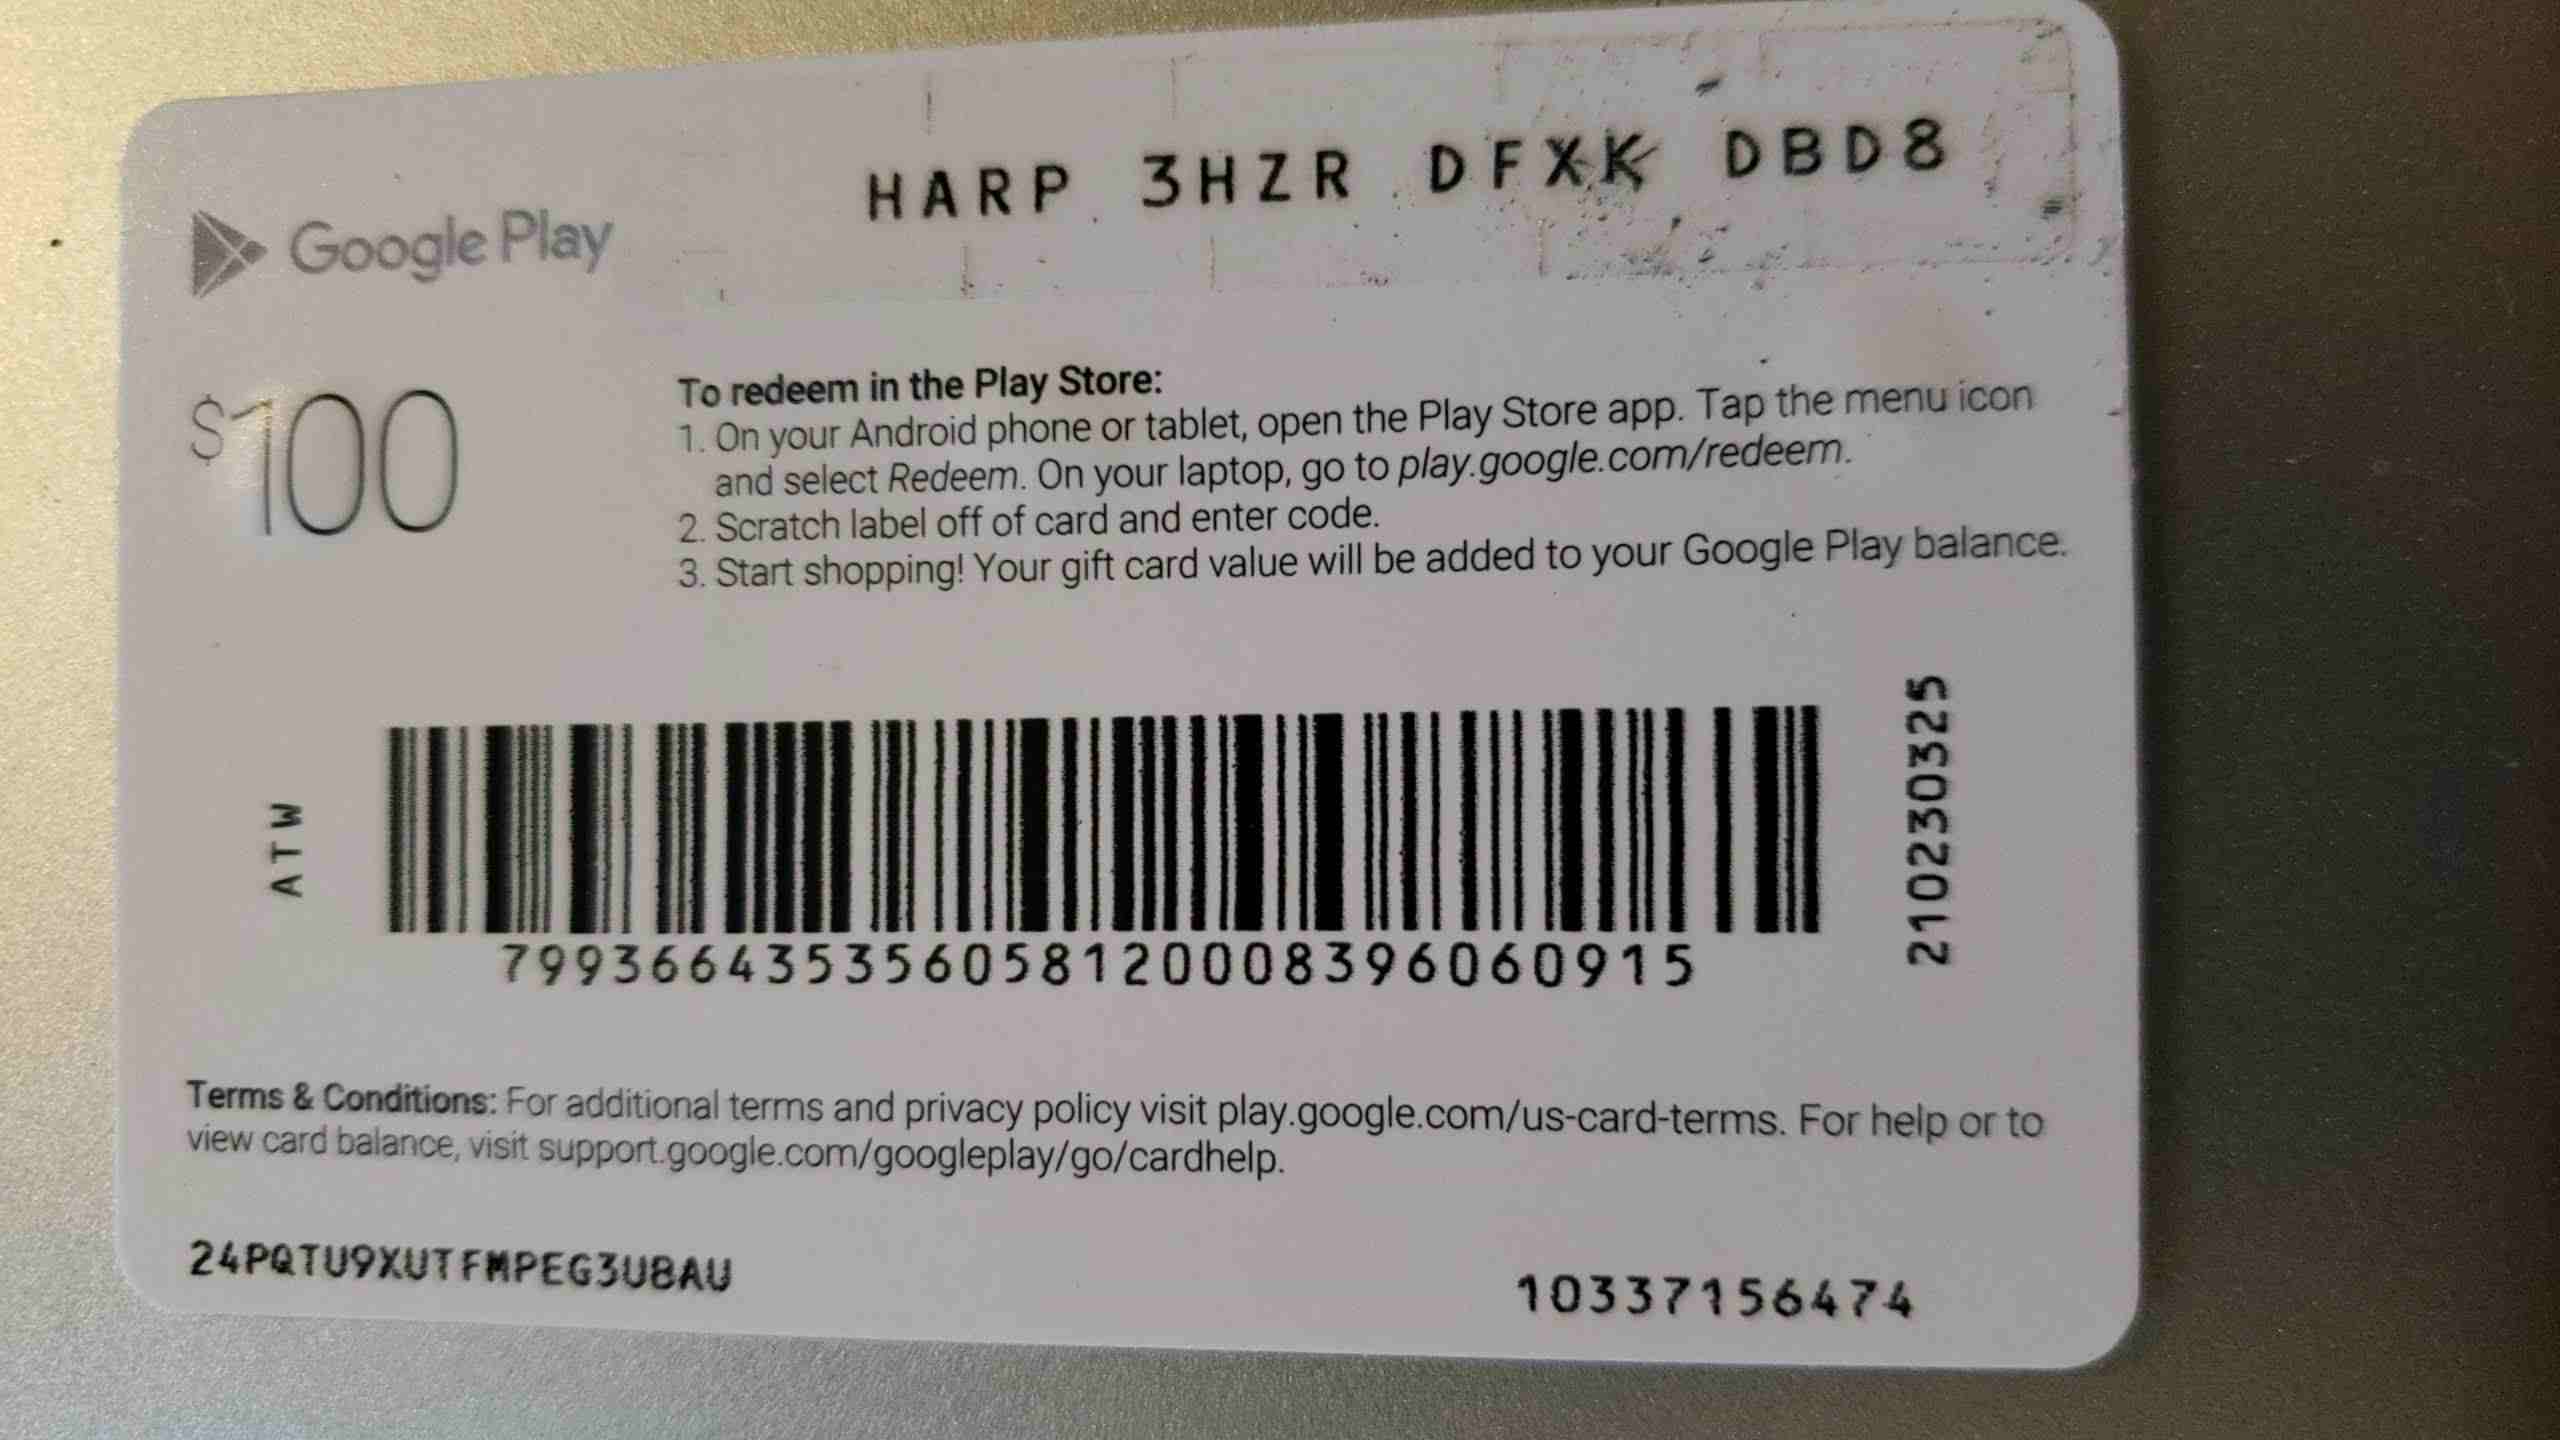 HARP 3HZR DFXK DBD8
Google Play
$100
To redeem in the Play Store:
1. On your Android phone or tablet, open the Play Store app. Tap the menu icon
and select Redeem. On your laptop, go to play.google.com/redeem.
2. Scratch label off of card and enter code.
3. Start shopping! Your gift card value will be added to your Google Play balance.
ATW
799366435356058120008396060915
210230325
Terms & Conditions: For additional terms and privacy policy visit play.google.com/us-card-terms. For help or to
view card balance, visit support.google.com/googleplay/go/cardhelp.
24PQTU9XUTFMPEG3UBAU
10337156474